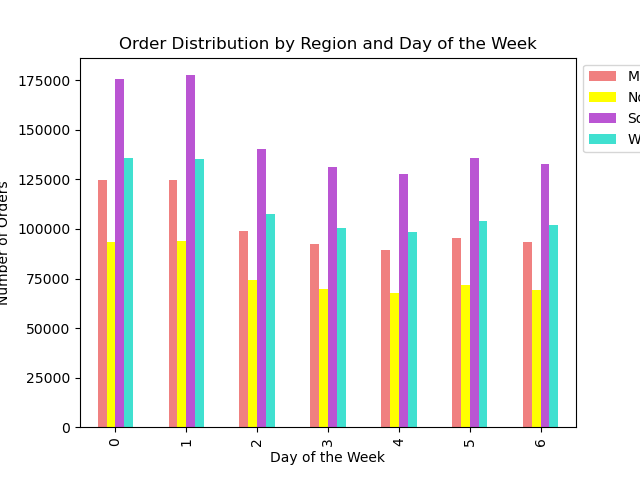 Order Distribution by Region and Day of the Week
175000
150000
125000
100000
75000
50000
25000
0
Number of Orders
0 1 2 3 4 5 6
Day of the Week
M
No
So
W